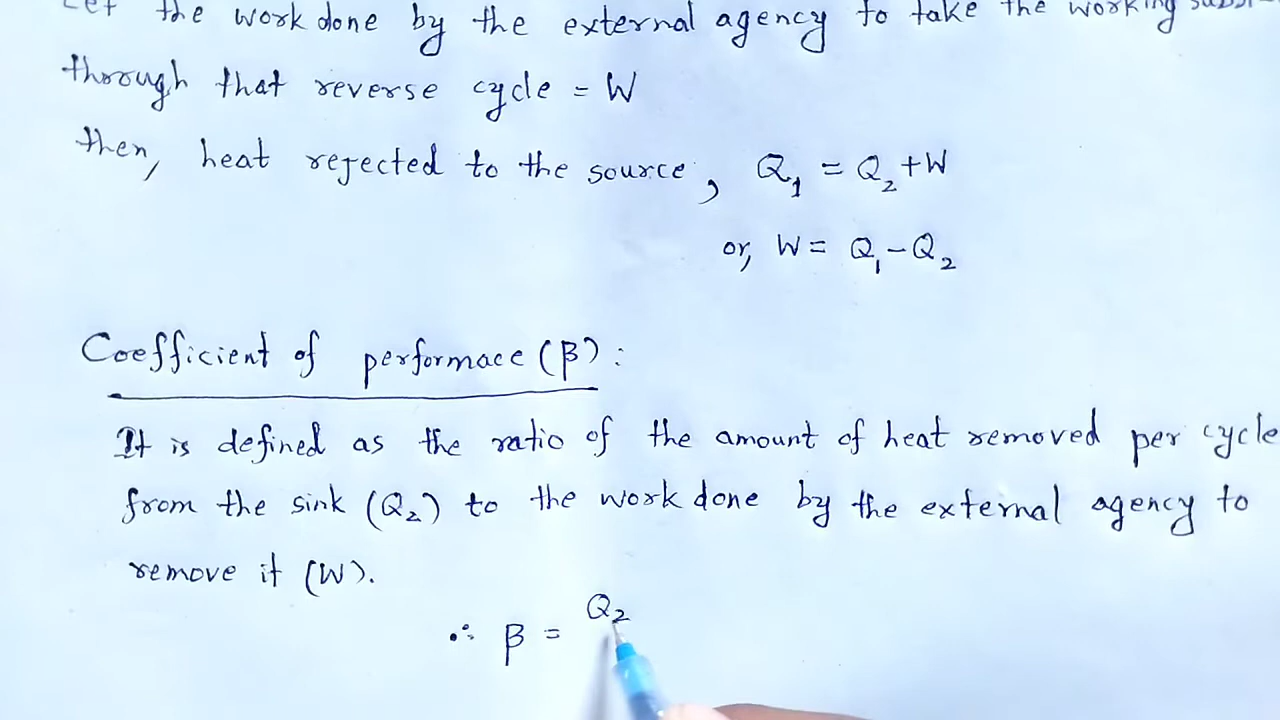 the work done by the external agency to take the working
through that reverse cycle = W
then, heat rejected to the source, Q₁ = Q₂ + W
or, W = Q₁ - Q₂
Coefficient of performace (β) :
It is defined as the ratio of the amount of heat removed per cycle
from the sink (Q₂) to the work done by the external agency to
remove it (W).
∴ β = Q₂